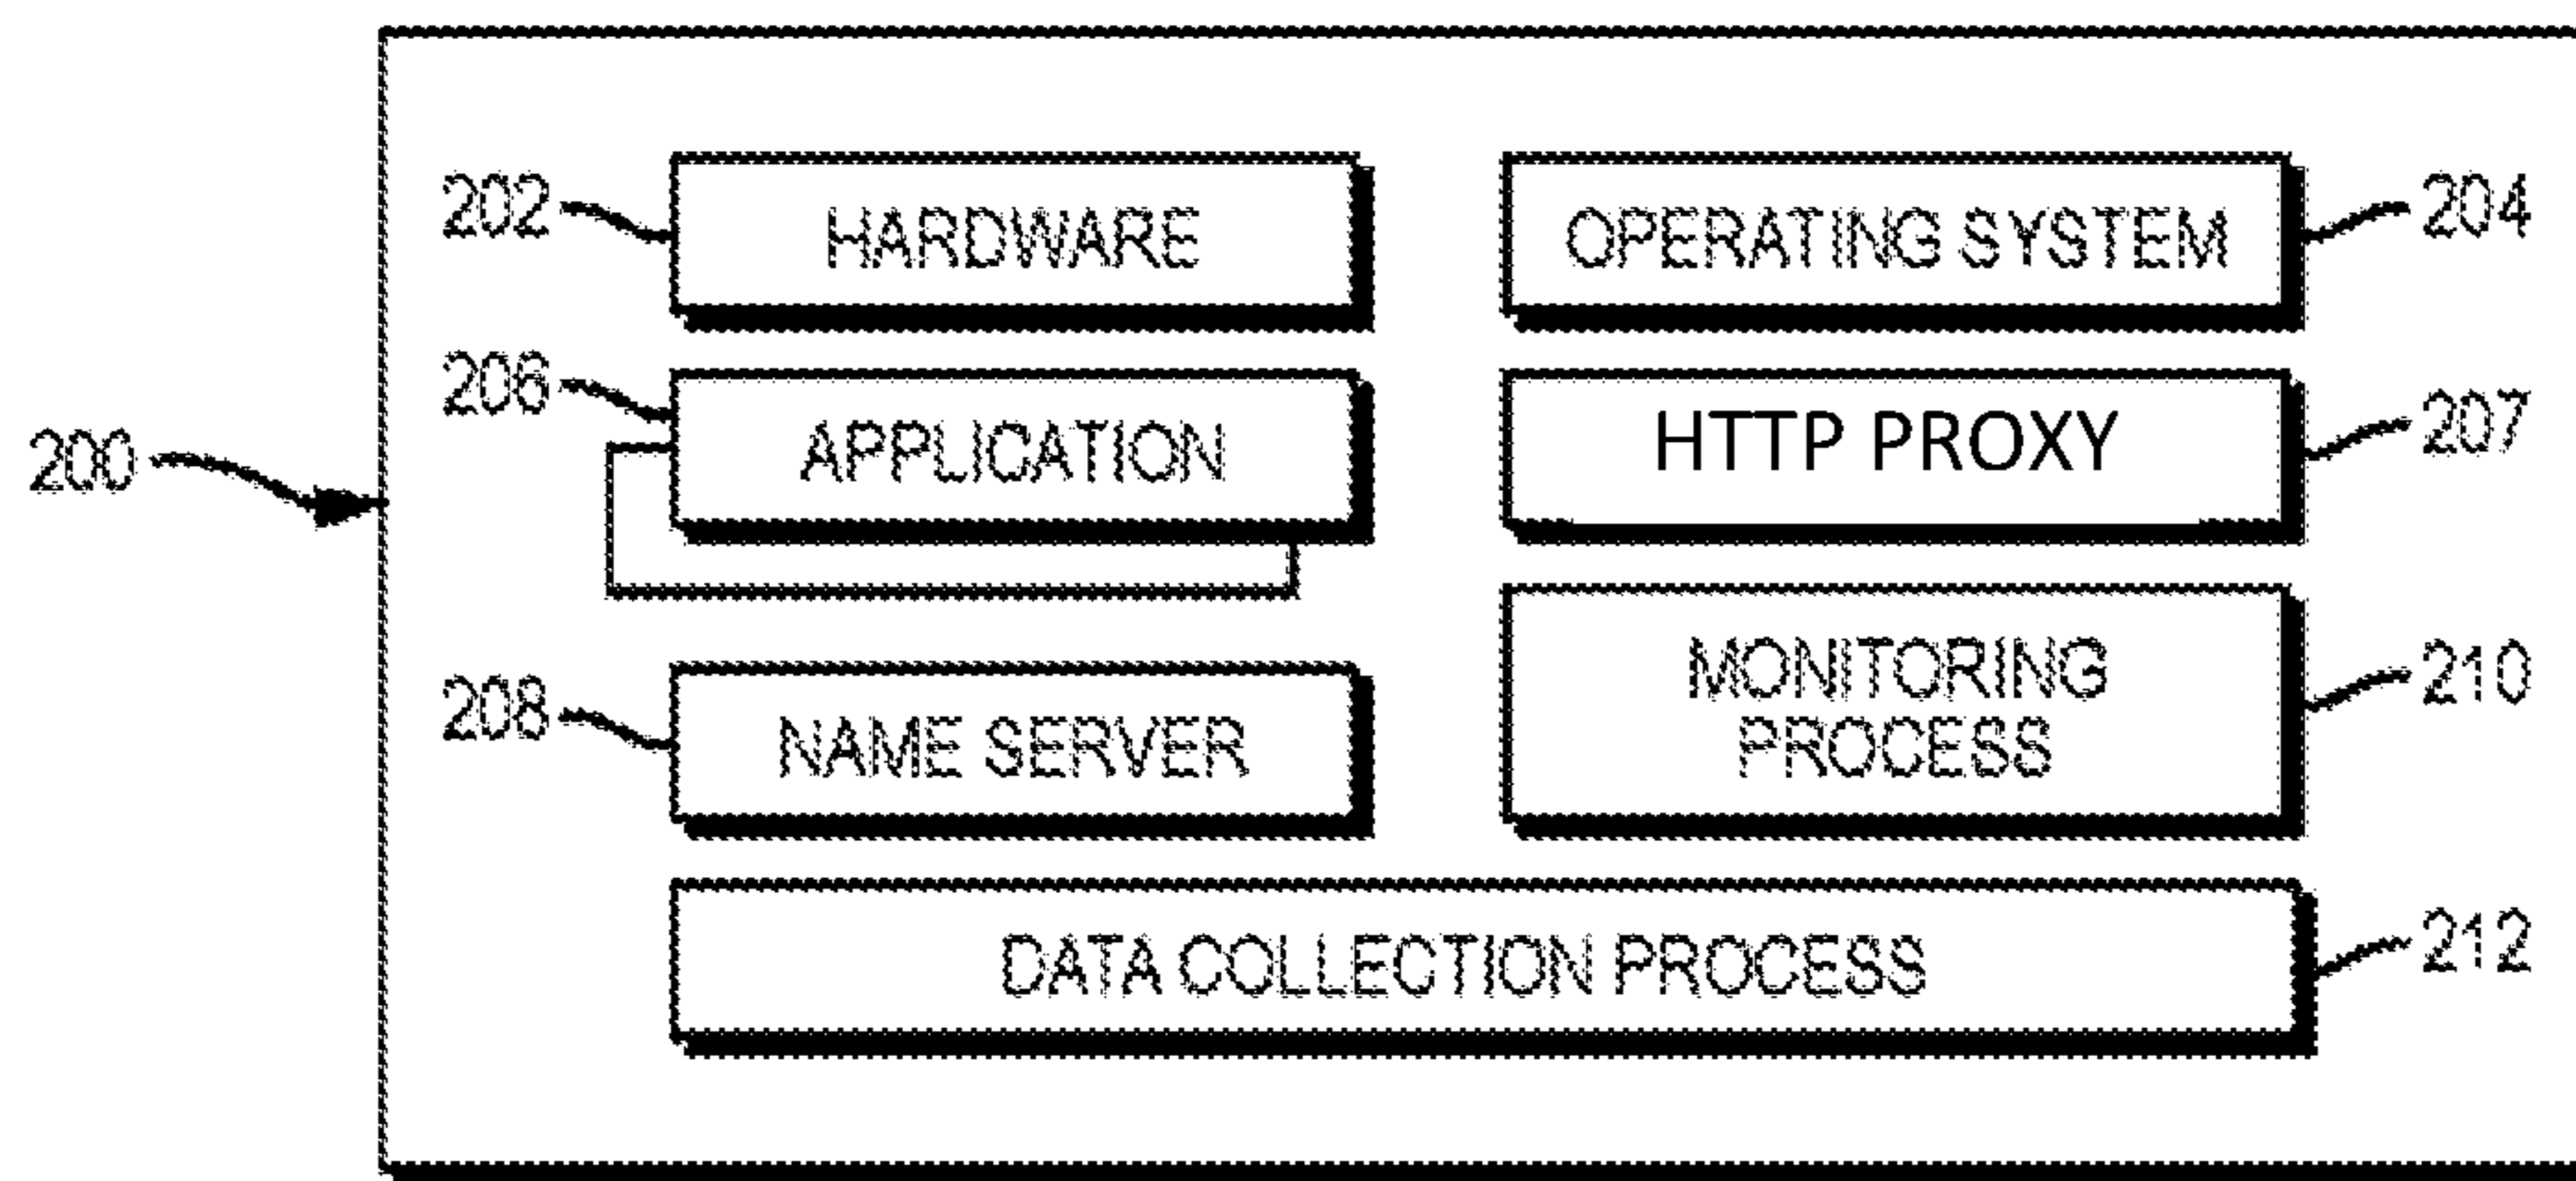 202
HARDWARE
OPERATING SYSTEM
204
206
APPLICATION
HTTP PROXY
207
200
208
NAME SERVER
MONITORING
PROCESS
210
DATA COLLECTION PROCESS
212